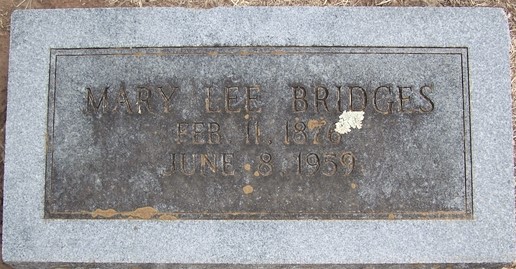 MARY LEE BRIDGES
FEB. 11, 1876
JUNE 8, 1959